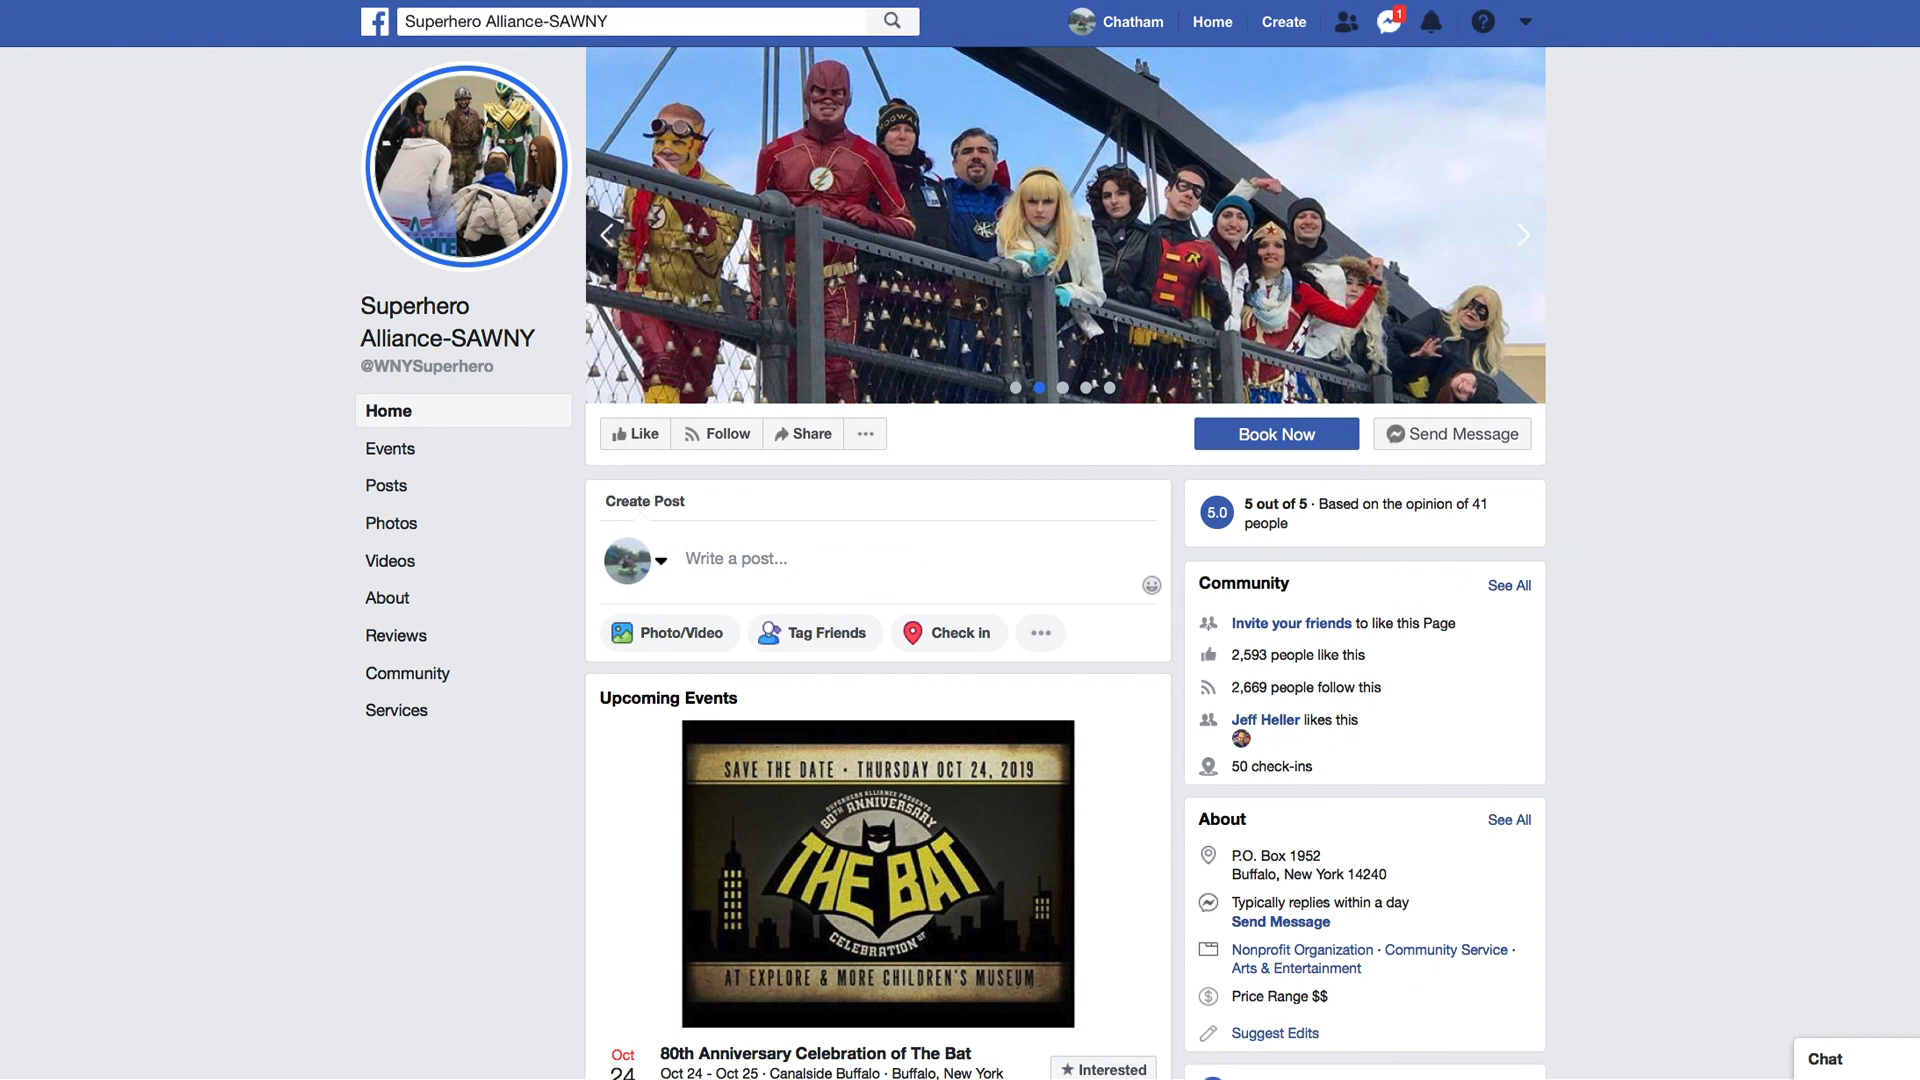 Superhero Alliance-SAWNY
Chatham
Home
Create
1
Superhero
Alliance-SAWNY
@WNYSuperhero
Home
Events
Posts
Photos
Videos
About
Reviews
Community
Services
Like
Follow
Share
Book Now
Send Message
Create Post
Write a post...
Photo/Video
Tag Friends
Check in
Upcoming Events
SAVE THE DATE · THURSDAY OCT 24, 2019
SUPERHERO ALLIANCE PRESENTS
80TH ANNIVERSARY
THE BAT
CELEBRATION OF
AT EXPLORE & MORE CHILDREN'S MUSEUM
Oct
24
80th Anniversary Celebration of The Bat
Oct 24 - Oct 25 · Canalside Buffalo · Buffalo, New York
Interested
5.0
5 out of 5 · Based on the opinion of 41
people
Community
See All
Invite your friends to like this Page
2,593 people like this
2,669 people follow this
Jeff Heller likes this
50 check-ins
About
See All
P.O. Box 1952
Buffalo, New York 14240
Typically replies within a day
Send Message
Nonprofit Organization · Community Service ·
Arts & Entertainment
Price Range $$
Suggest Edits
Chat